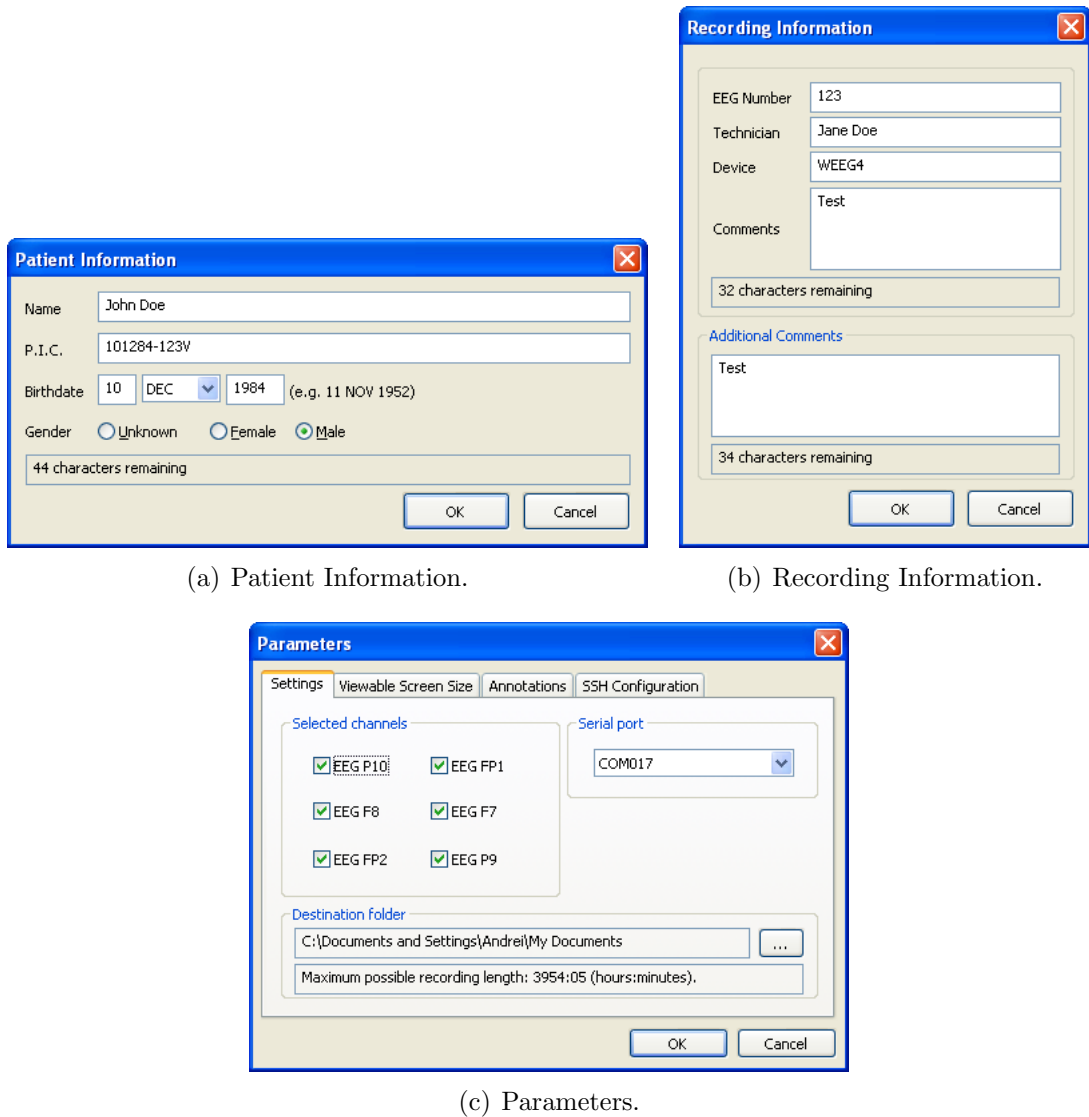 Patient Information
Name John Doe
P.I.C. 101284-123V
Birthdate 10 DEC 1984 (e.g. 11 NOV 1952)
Gender Unknown Female Male
44 characters remaining
OK Cancel
(a) Patient Information.
Recording Information
EEG Number 123
Technician Jane Doe
Device WEEG4
Comments Test
32 characters remaining
Additional Comments
Test
34 characters remaining
OK Cancel
(b) Recording Information.
Parameters
Settings Viewable Screen Size Annotations SSH Configuration
Selected channels Serial port
EEG P10 EEG FP1 COM017
EEG F8 EEG F7
EEG FP2 EEG P9
Destination folder
C:\Documents and Settings\Andrei\My Documents ...
Maximum possible recording length: 3954:05 (hours:minutes).
OK Cancel
(c) Parameters.